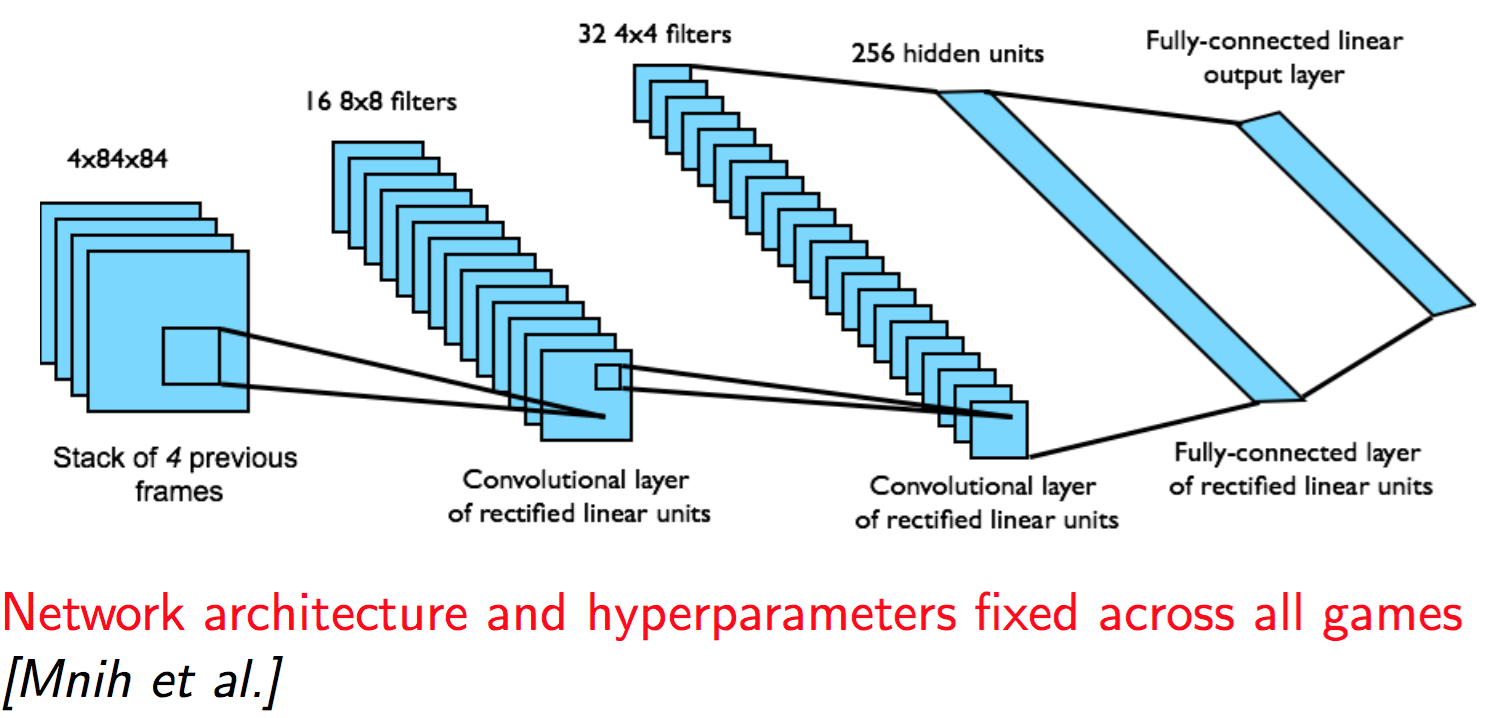 4x84x84
Stack of 4 previous
frames
16 8x8 filters
Convolutional layer
of rectified linear units
32 4x4 filters
Convolutional layer
of rectified linear units
256 hidden units
Fully-connected layer
of rectified linear units
Fully-connected linear
output layer
Network architecture and hyperparameters fixed across all games
[Mnih et al.]